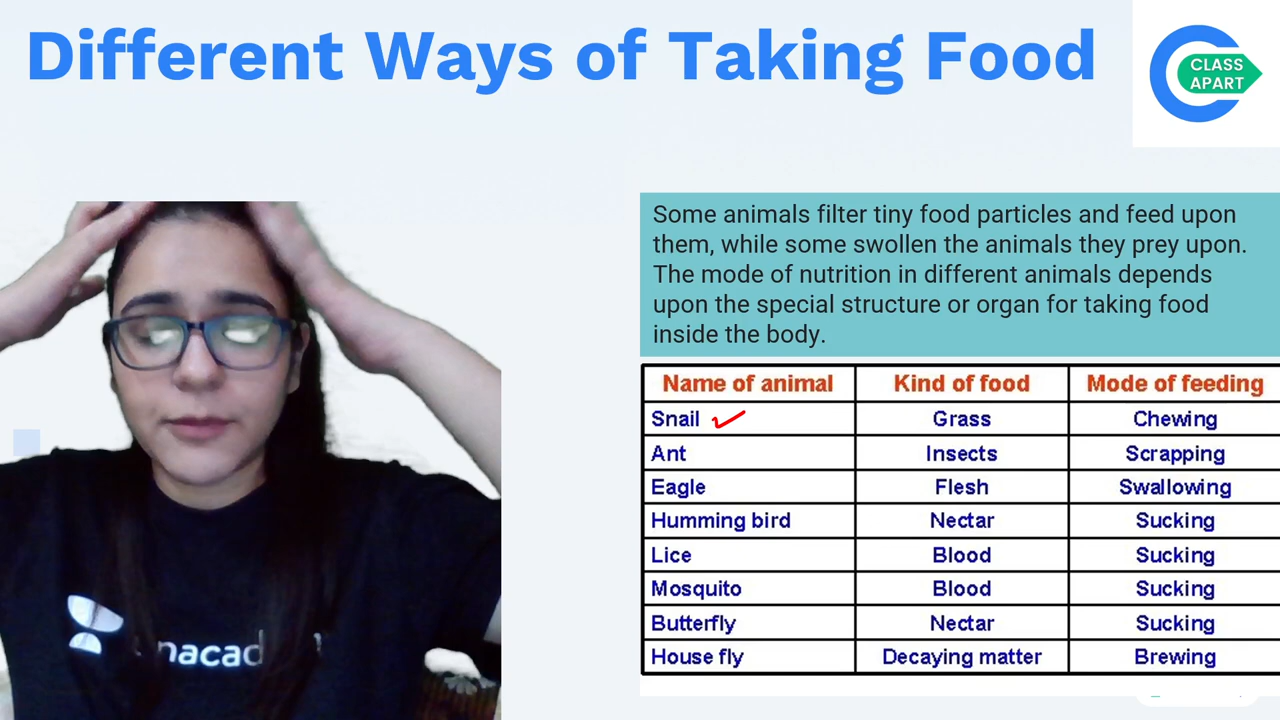 Different Ways of Taking Food
CLASS
APART
Some animals filter tiny food particles and feed upon
them, while some swollen the animals they prey upon.
The mode of nutrition in different animals depends
upon the special structure or organ for taking food
inside the body.
Name of animal Kind of food Mode of feeding
Snail Grass Chewing
Ant Insects Scrapping
Eagle Flesh Swallowing
Humming bird Nectar Sucking
Lice Blood Sucking
Mosquito Blood Sucking
Butterfly Nectar Sucking
House fly Decaying matter Brewing
nacad